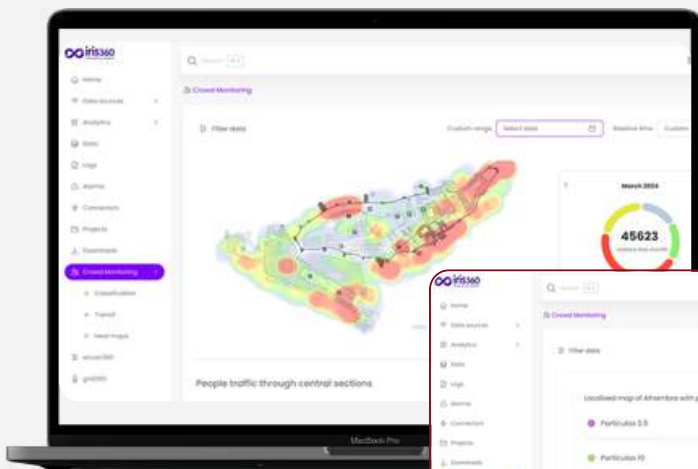 iris360
Search
Home
Crowd Monitoring
Data sources
Analytics
Filter data
Custom range
Select date
Relative time
Custom
Data
Logs
March 2024
Alarms
Connectors
45623
Projects
Downloads
Crowd Monitoring
Classification
Transit
Heat maps
People traffic through central sections
MacBook Pro
iris360
Home
Data sources
Crowd Monitoring
Analytics
Filter data
Data
Logs
Localised map of Alhambra with p
Alarms
Connectors
Particulas 2.5
Projects
Downloads
Particulas 10